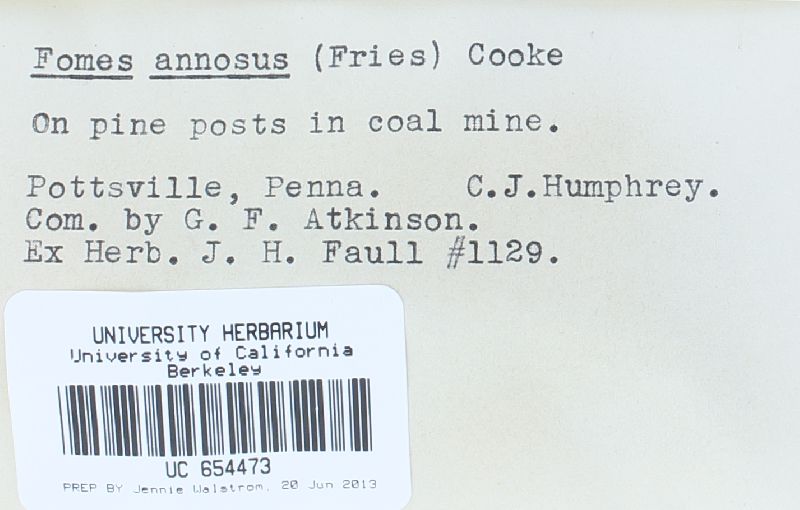 Fomes annosus (Fries) Cooke
On pine posts in coal mine.
Pottsville, Penna. C.J.Humphrey.
Com. by G. F. Atkinson.
Ex Herb. J. H. Faull #1129.
UNIVERSITY HERBARIUM
University of California
Berkeley
UC 654473
PREP BY Jennie Walstrom, 20 Jun 2013